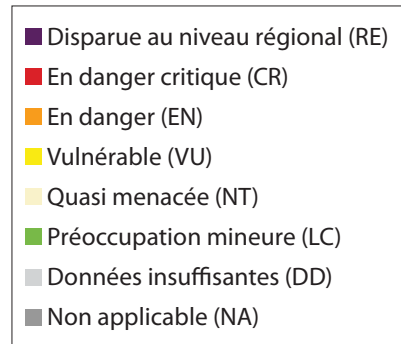 Disparue au niveau régional (RE)
En danger critique (CR)
En danger (EN)
Vulnérable (VU)
Quasi menacée (NT)
Préoccupation mineure (LC)
Données insuffisantes (DD)
Non applicable (NA)